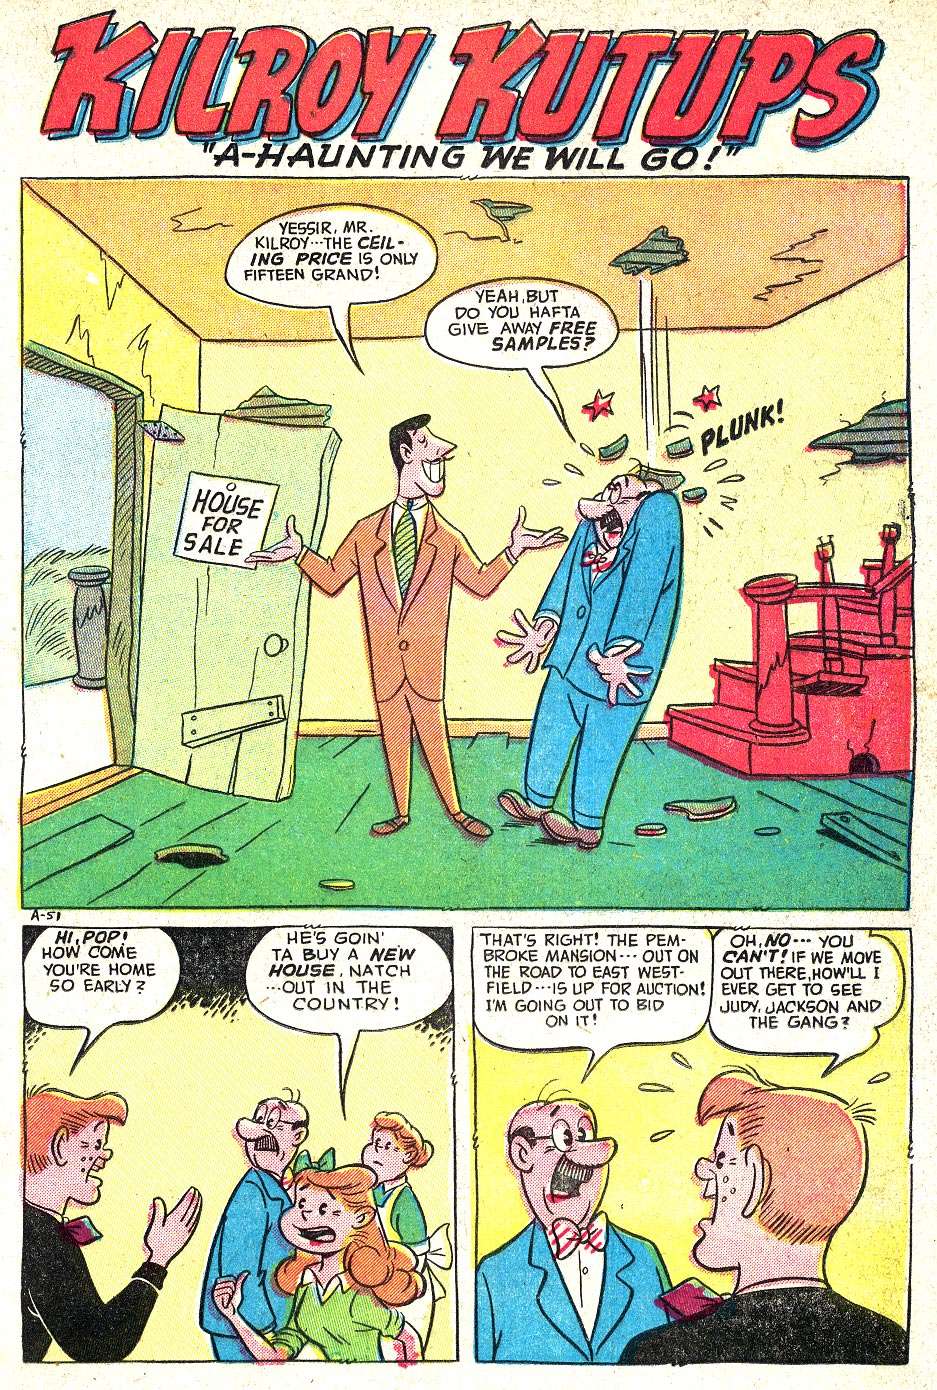 KILROY KUTUPS
"A-HAUNTING WE WILL GO!"
YESSIR, MR.
KILROY---THE CEIL-
ING PRICE IS ONLY
FIFTEEN GRAND!
YEAH, BUT
DO YOU HAFTA
GIVE AWAY FREE
SAMPLES?
PLUNK!
HOUSE
FOR
SALE
A-51
HI, POP!
HOW COME
YOU'RE HOME
SO EARLY?
HE'S GOIN'
TA BUY A NEW
HOUSE, NATCH
---OUT IN THE
COUNTRY!
THAT'S RIGHT! THE PEM-
BROKE MANSION--- OUT ON
THE ROAD TO EAST WEST-
FIELD---IS UP FOR AUCTION!
I'M GOING OUT TO BID
ON IT!
OH, NO--- YOU
CAN'T! IF WE MOVE
OUT THERE, HOW'LL I
EVER GET TO SEE
JUDY, JACKSON AND
THE GANG?